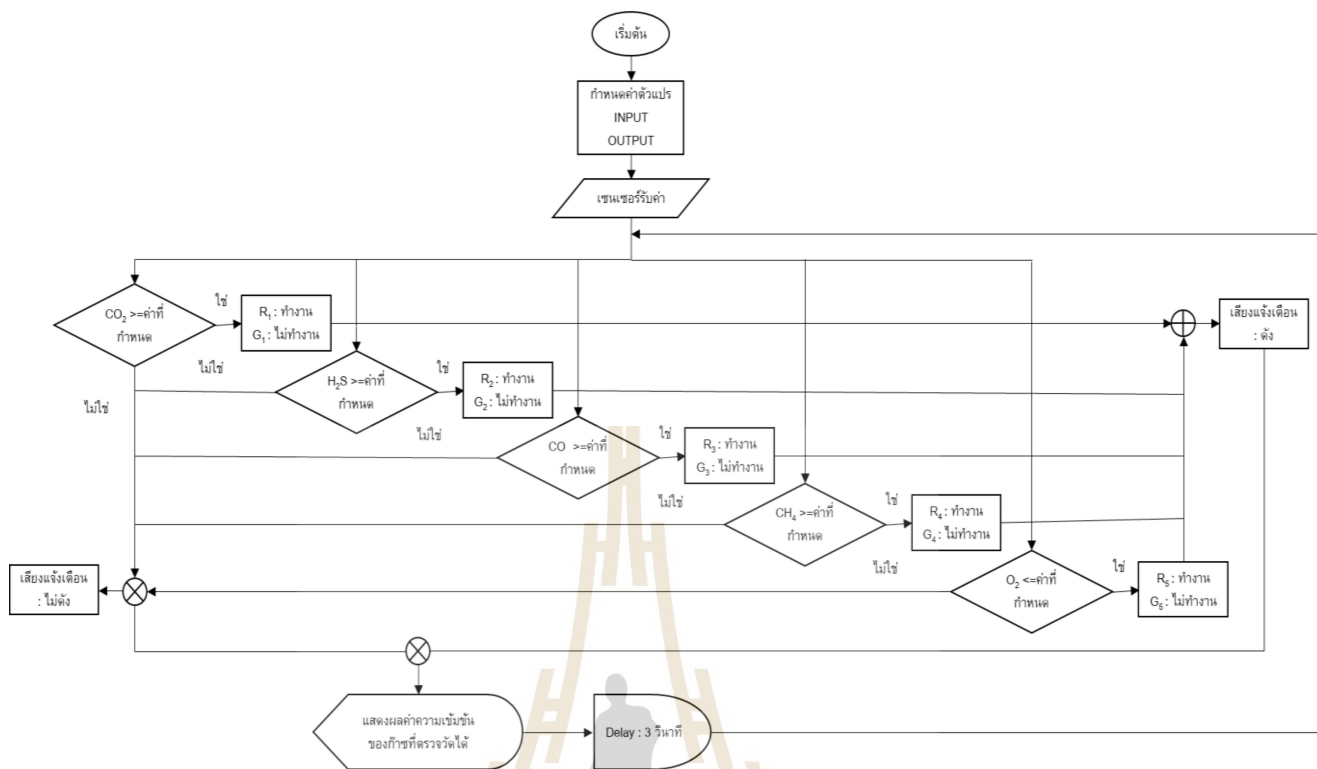 เริ่มต้น
กำหนดค่าตัวแปร
INPUT
OUTPUT
เซนเซอร์รับค่า
CO₂ >=ค่าที่
กำหนด
ใช่
R₁ : ทำงาน
G₁ : ไม่ทำงาน
เสียงแจ้งเตือน
: ดัง
ไม่ใช่
ไม่ใช่
H₂S >=ค่าที่
กำหนด
ใช่
R₂ : ทำงาน
G₂ : ไม่ทำงาน
ไม่ใช่
CO >=ค่าที่
กำหนด
ใช่
R₃ : ทำงาน
G₃ : ไม่ทำงาน
ไม่ใช่
CH₄ >=ค่าที่
กำหนด
ใช่
R₄ : ทำงาน
G₄ : ไม่ทำงาน
ไม่ใช่
O₂ <=ค่าที่
กำหนด
ใช่
R₅ : ทำงาน
G₅ : ไม่ทำงาน
เสียงแจ้งเตือน
: ไม่ดัง
แสดงผลค่าความเข้มข้น
ของก๊าซที่ตรวจวัดได้
Delay : 3 วินาที